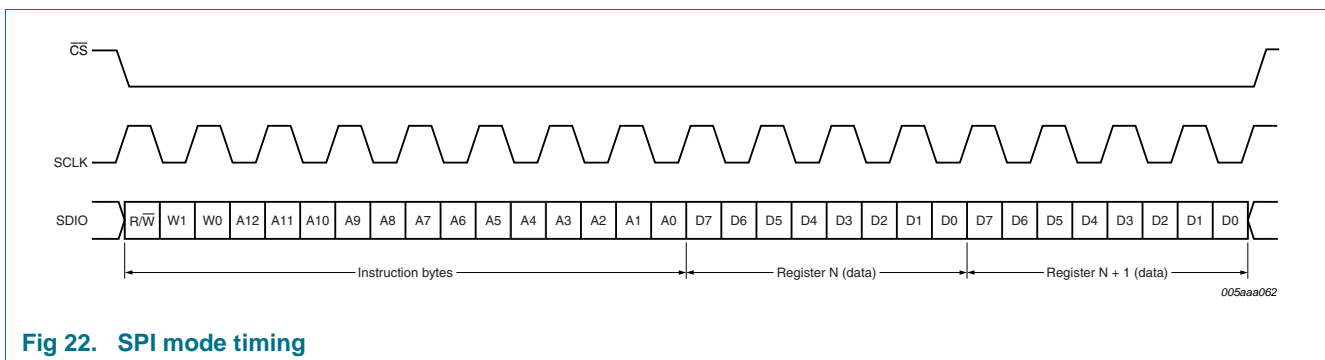 CS
SCLK
SDIO R/W W1 W0 A12 A11 A10 A9 A8 A7 A6 A5 A4 A3 A2 A1 A0 D7 D6 D5 D4 D3 D2 D1 D0 D7 D6 D5 D4 D3 D2 D1 D0
Instruction bytes Register N (data) Register N + 1 (data)
005aaa062
Fig 22. SPI mode timing